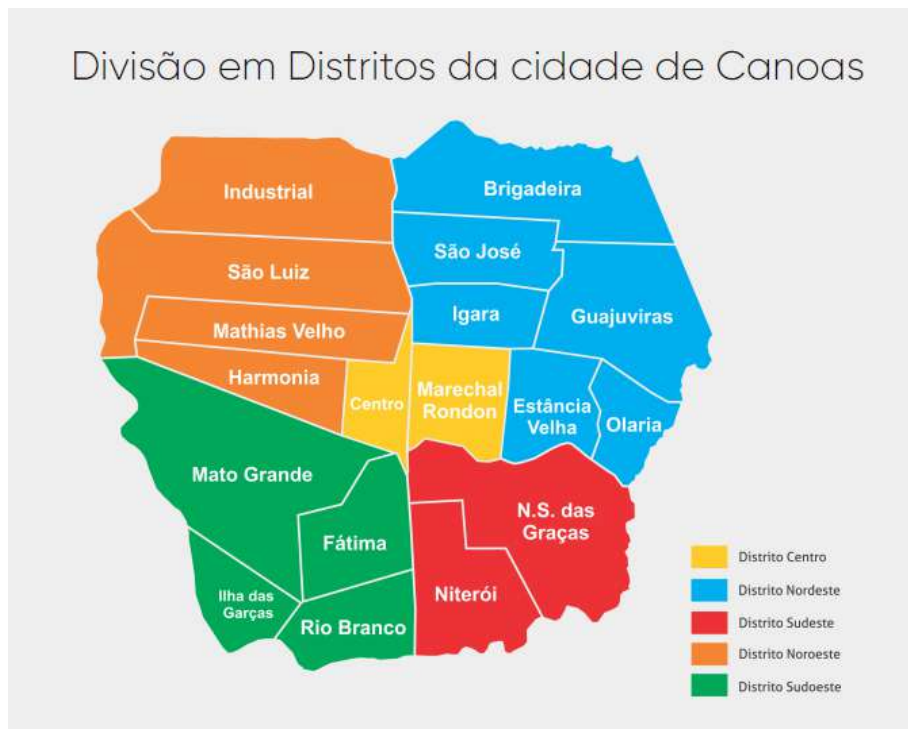 Divisão em Distritos da cidade de Canoas
Industrial
Brigadeira
São José
São Luiz
Igara
Guajuviras
Mathias Velho
Harmonia
Centro
Marechal
Rondon
Estância
Velha
Olaria
Mato Grande
N.S. das
Graças
Fátima
Ilha das
Garças
Niterói
Rio Branco
Distrito Centro
Distrito Nordeste
Distrito Sudeste
Distrito Noroeste
Distrito Sudoeste